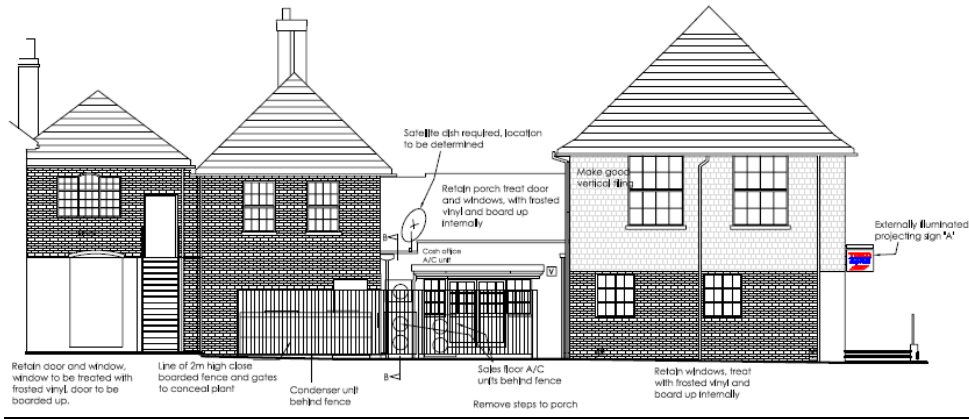 Satellite dish required, location
to be determined
Make good
vertical tiling
Retain porch treat door
and windows, with frosted
vinyl and board up
internally
Externally illuminated
projecting sign "A"
B
Cash office
A/C unit
V
TESCO
Retain door and window,
window to be treated with
frosted vinyl, door to be
boarded up.
Line of 2m high close
boarded fence and gates
to conceal plant
Condenser unit
behind fence
B
Sales floor A/C
units behind fence
Remove steps to porch
Retain windows, treat
with frosted vinyl and
board up internally